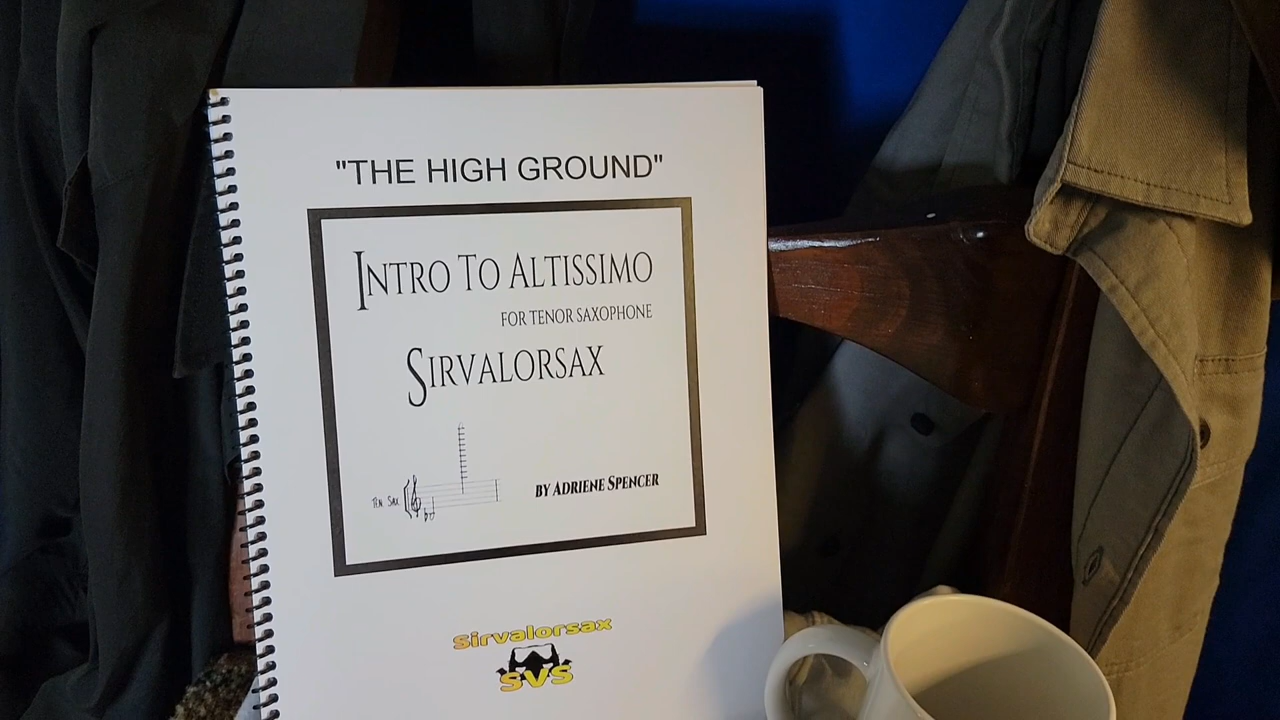 "THE HIGH GROUND"
INTRO TO ALTISSIMO
FOR TENOR SAXOPHONE
SIRVALORSAX
TEN. SAX
BY ADRIENE SPENCER
Sirvalorsax
SVS